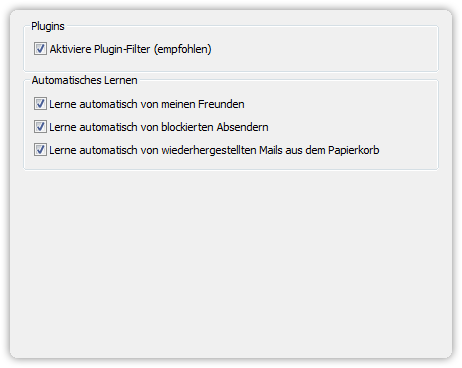 Plugins
Aktiviere Plugin-Filter (empfohlen)
Automatisches Lernen
Lerne automatisch von meinen Freunden
Lerne automatisch von blockierten Absendern
Lerne automatisch von wiederhergestellten Mails aus dem Papierkorb